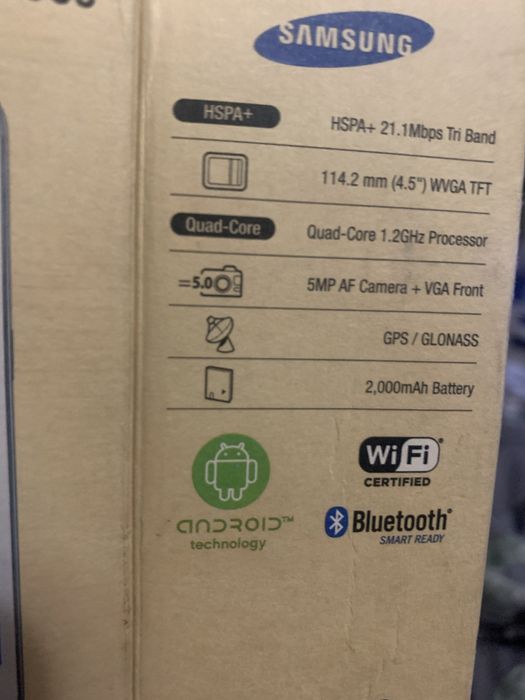 SAMSUNG
HSPA+ HSPA+ 21.1Mbps Tri Band
114.2 mm (4.5") WVGA TFT
Quad-Core Quad-Core 1.2GHz Processor
=5.0 5MP AF Camera + VGA Front
GPS / GLONASS
2,000mAh Battery
Wi Fi®
CERTIFIED
ANDROID™
technology
Bluetooth®
SMART READY